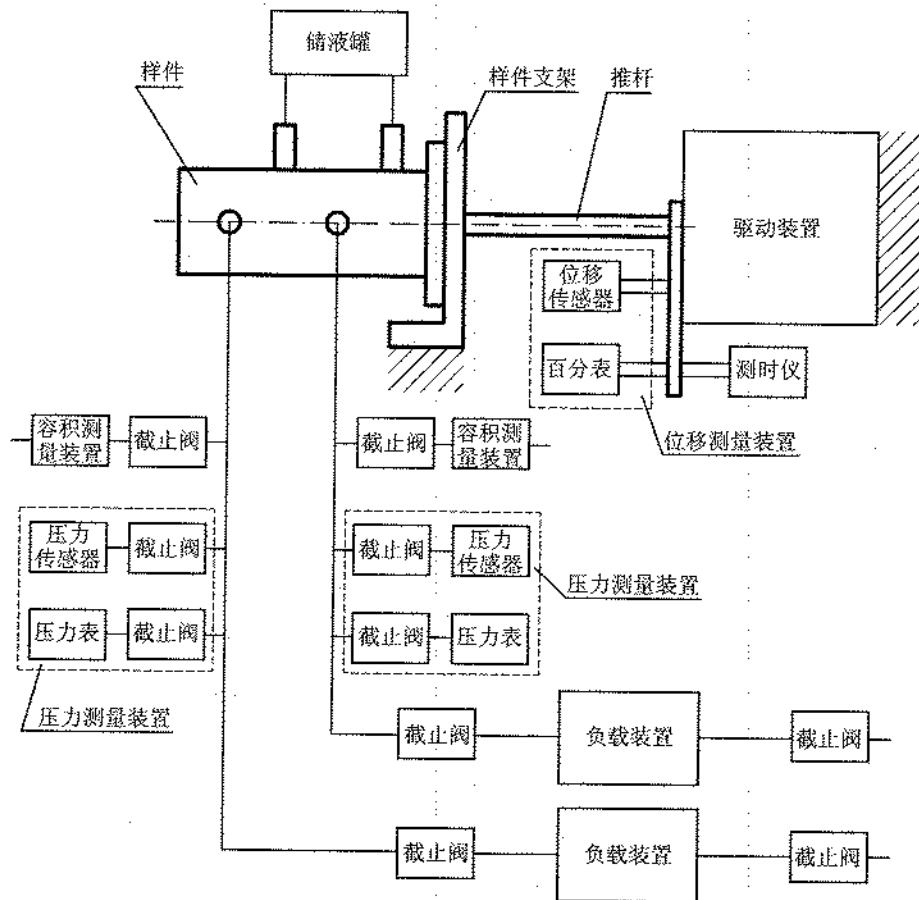 储液罐
样件
样件支架
推杆
驱动装置
位移
传感器
百分表
测时仪
位移测量装置
容积测
量装置
截止阀
截止阀
容积测
量装置
压力
传感器
截止阀
截止阀
压力
传感器
压力测量装置
压力表
截止阀
截止阀
压力表
压力测量装置
截止阀
负载装置
截止阀
截止阀
负载装置
截止阀